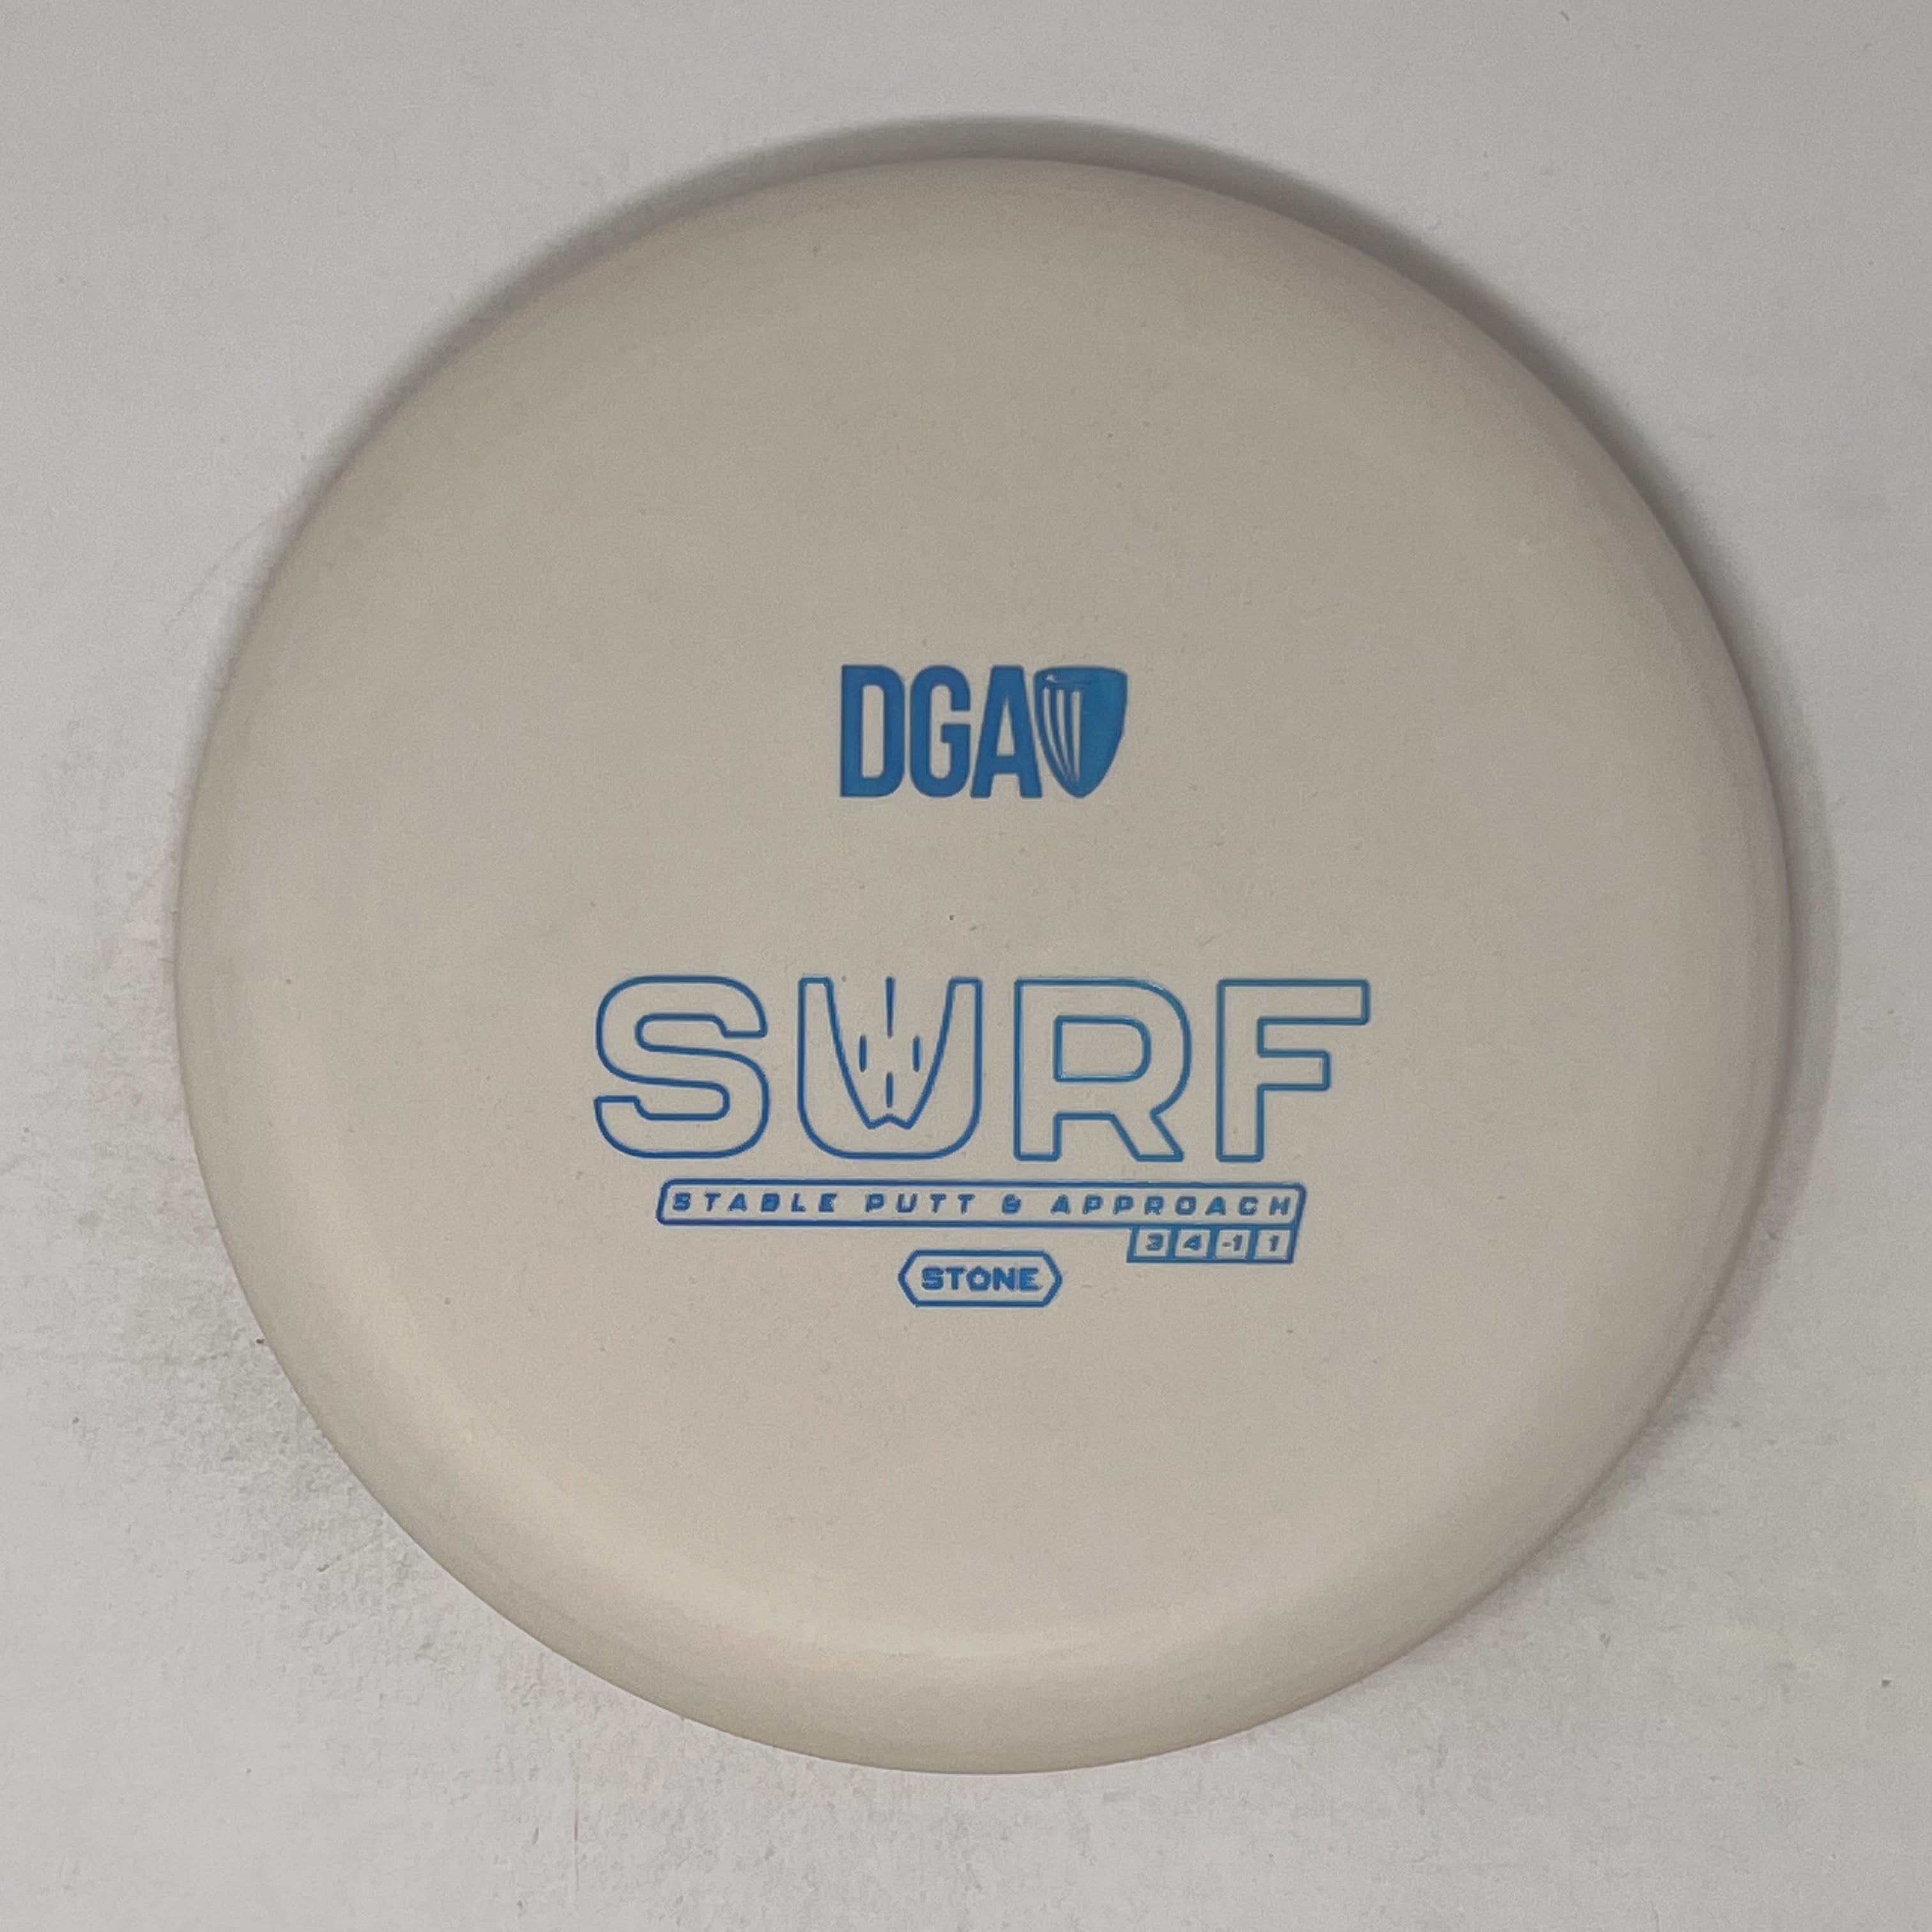 DGA
SURF
STABLE PUTT & APPROACH
3 4 -1 1
STONE